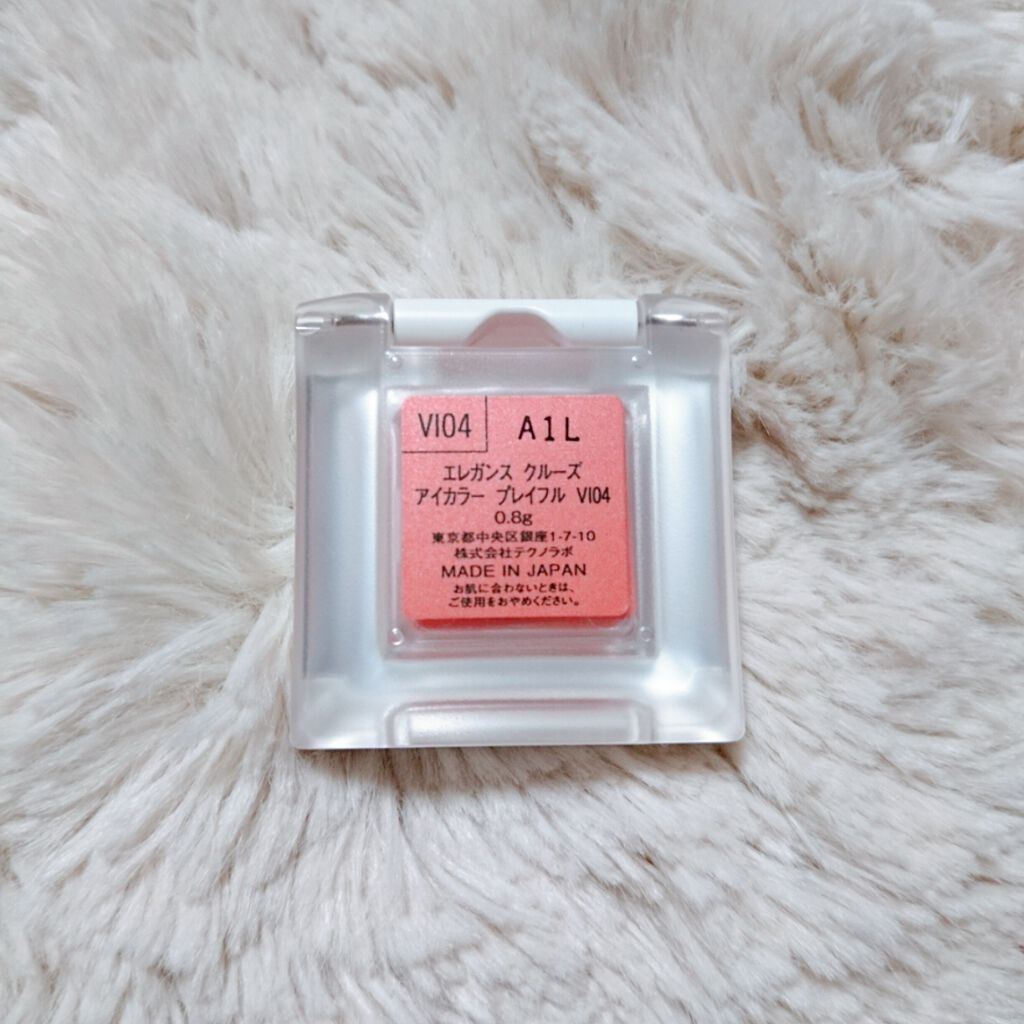 VI04 A1L
エレガンス クルーズ
アイカラー プレイフル VI04
0.8g
東京都中央区銀座1-7-10
株式会社テクノラボ
MADE IN JAPAN
お肌に合わないときは、
ご使用をおやめください。